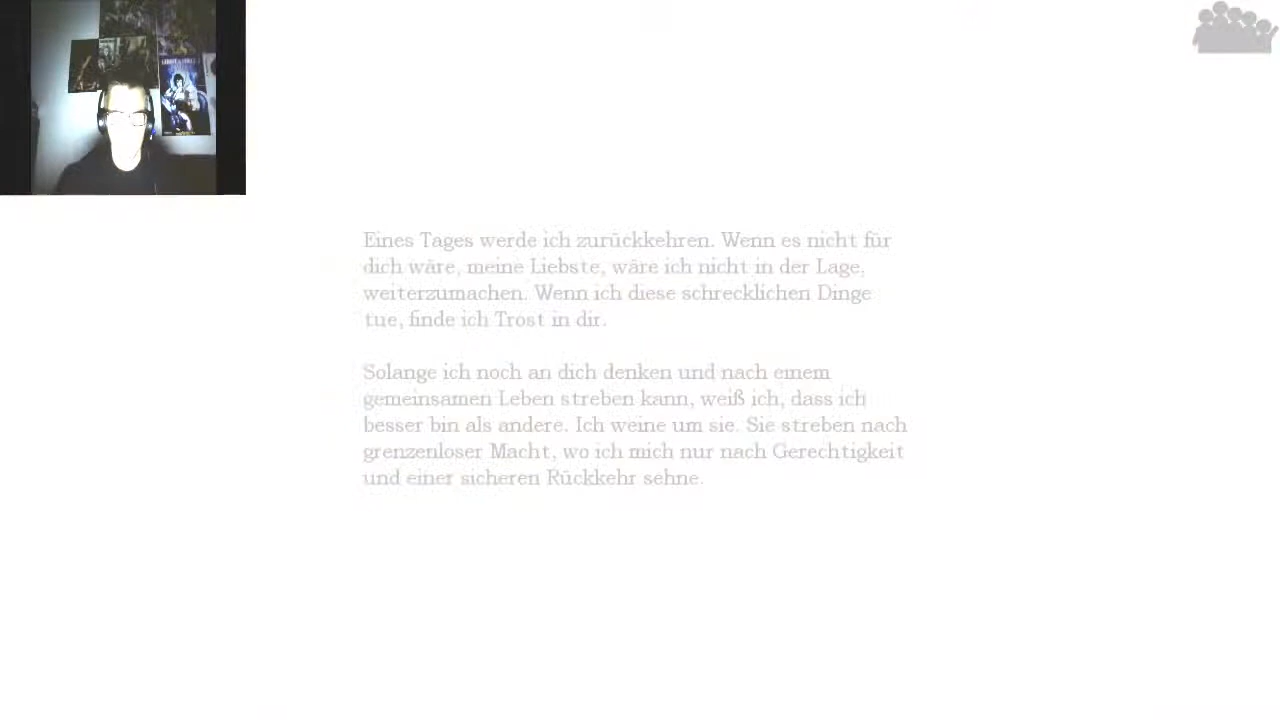 Eines Tages werde ich zurückkehren. Wenn es nicht für
dich wäre, meine Liebste, wäre ich nicht in der Lage,
weiterzumachen. Wenn ich diese schrecklichen Dinge
tue, finde ich Trost in dir.
Solange ich noch an dich denken und nach einem
gemeinsamen Leben streben kann, weiß ich, dass ich
besser bin als andere. Ich weine um sie. Sie streben nach
grenzenloser Macht, wo ich mich nur nach Gerechtigkeit
und einer sicheren Rückkehr sehne.